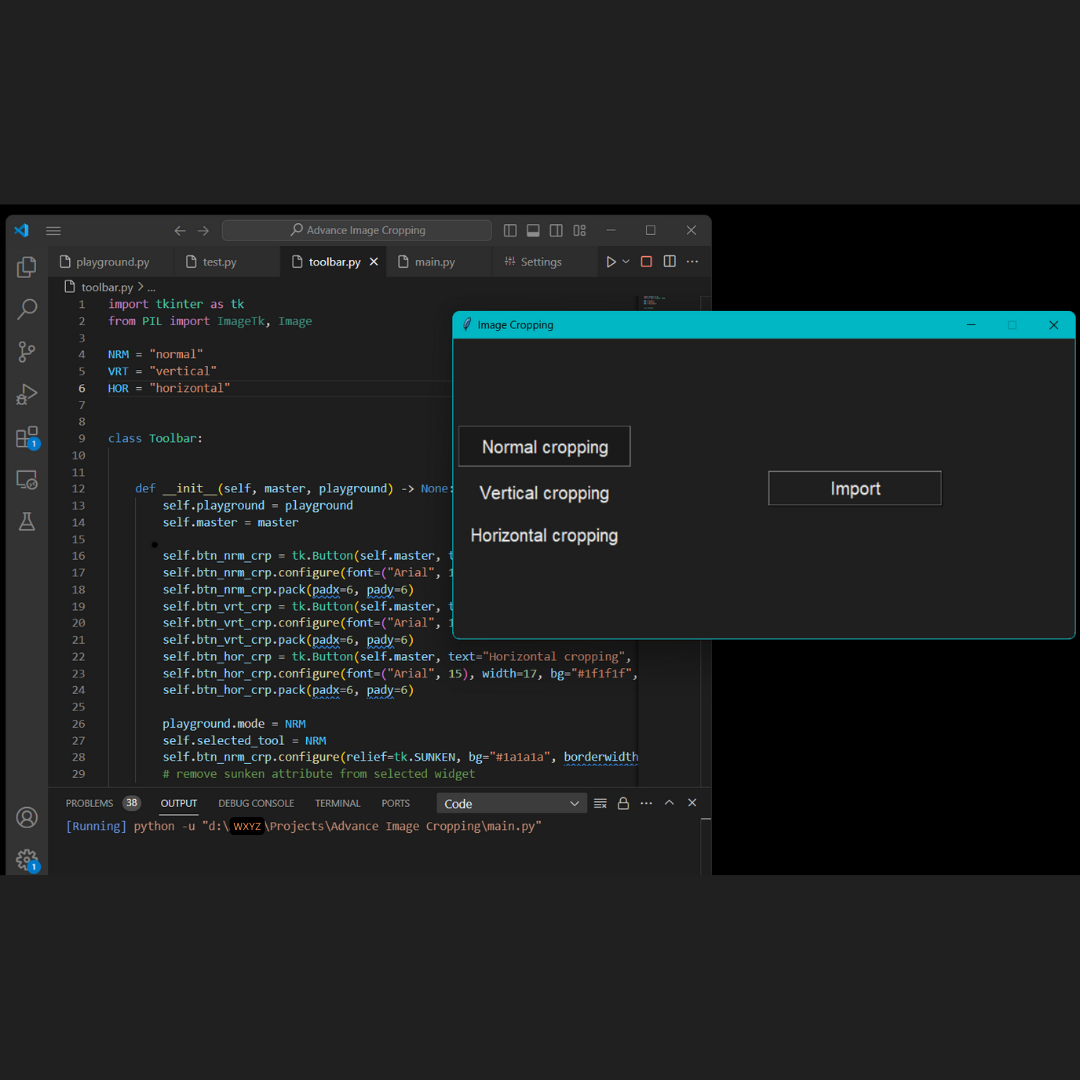 Advance Image Cropping
playground.py
test.py
toolbar.py
main.py
Settings
toolbar.py > ...
1 import tkinter as tk
2 from PIL import ImageTk, Image
3
4 NRM = "normal"
5 VRT = "vertical"
6 HOR = "horizontal"
7
8
9 class Toolbar:
10
11
12 def __init__(self, master, playground) -> None:
13 self.playground = playground
14 self.master = master
15
16 self.btn_nrm_crp = tk.Button(self.master,
17 self.btn_nrm_crp.configure(font=("Arial",
18 self.btn_nrm_crp.pack(padx=6, pady=6)
19 self.btn_vrt_crp = tk.Button(self.master,
20 self.btn_vrt_crp.configure(font=("Arial",
21 self.btn_vrt_crp.pack(padx=6, pady=6)
22 self.btn_hor_crp = tk.Button(self.master, text="Horizontal cropping",
23 self.btn_hor_crp.configure(font=("Arial", 15), width=17, bg="#1f1f1f",
24 self.btn_hor_crp.pack(padx=6, pady=6)
25
26 playground.mode = NRM
27 self.selected_tool = NRM
28 self.btn_nrm_crp.configure(relief=tk.SUNKEN, bg="#1a1a1a", borderwidth
29 # remove sunken attribute from selected widget
Image Cropping
Normal cropping
Vertical cropping
Horizontal cropping
Import
PROBLEMS 38 OUTPUT DEBUG CONSOLE TERMINAL PORTS Code
[Running] python -u "d:\WXYZ\Projects\Advance Image Cropping\main.py"
1
1